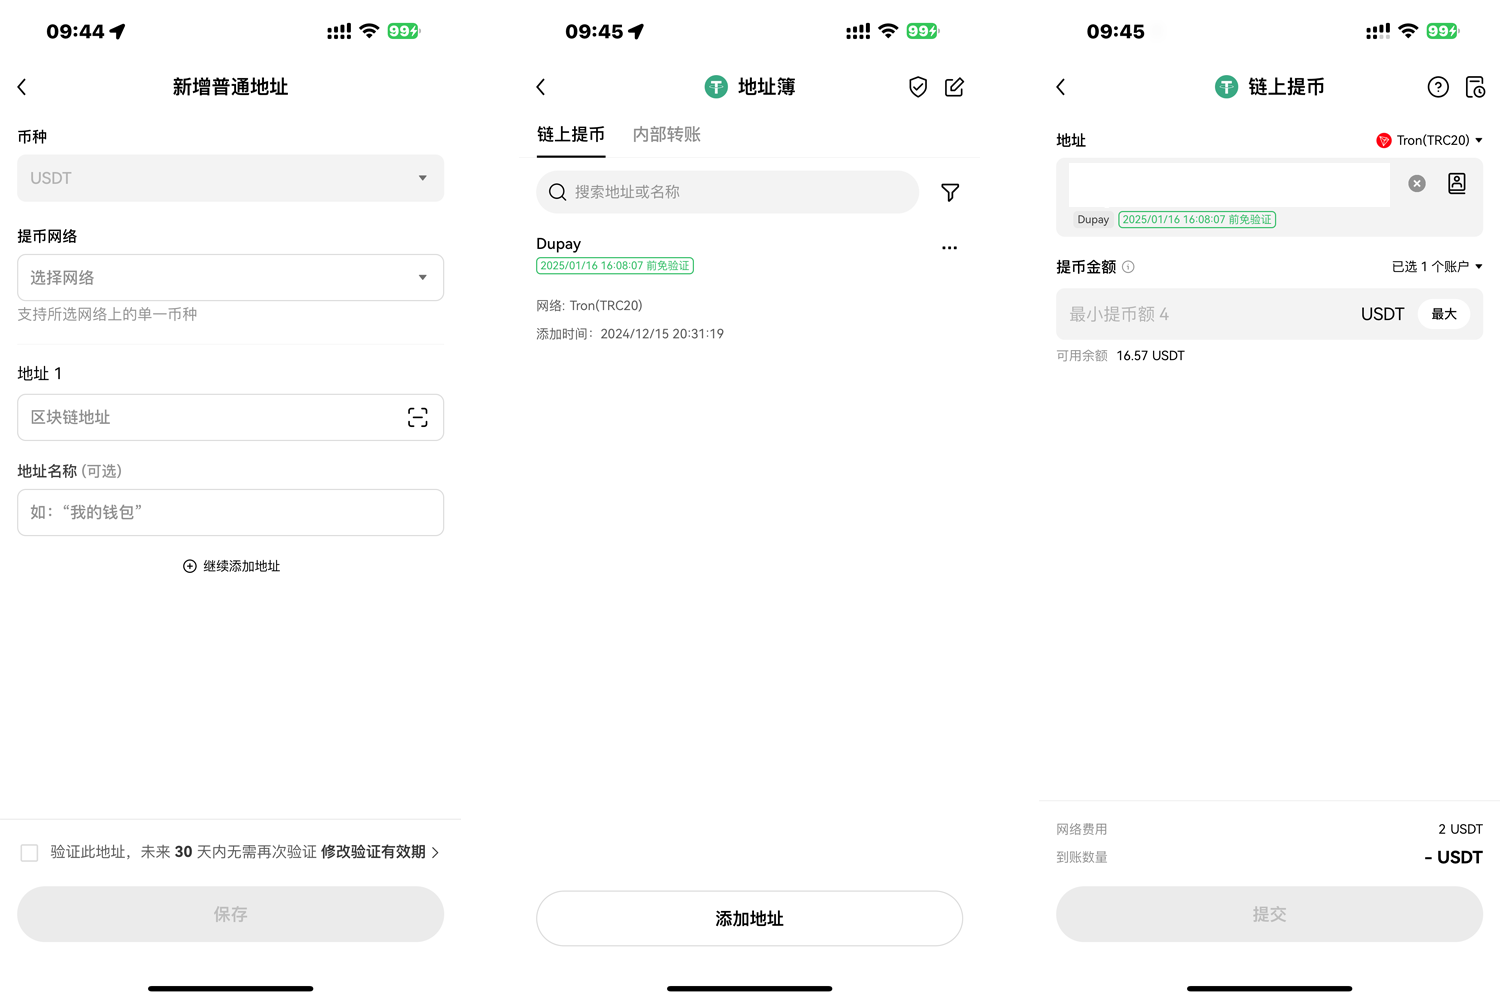 09:44
99
新增普通地址
币种
USDT
提币网络
选择网络
支持所选网络上的单一币种
地址 1
区块链地址
地址名称 (可选)
如：“我的钱包”
继续添加地址
验证此地址，未来 30 天内无需再次验证 修改验证有效期
保存
09:45
99
地址簿
链上提币 内部转账
搜索地址或名称
Dupay
2025/01/16 16:08:07 前免验证
网络: Tron(TRC20)
添加时间：2024/12/15 20:31:19
添加地址
09:45
99
链上提币
地址 Tron(TRC20)
Dupay 2025/01/16 16:08:07 前免验证
提币金额 已选 1 个账户
最小提币额 4 USDT 最大
可用余额 16.57 USDT
网络费用 2 USDT
到账数量 - USDT
提交